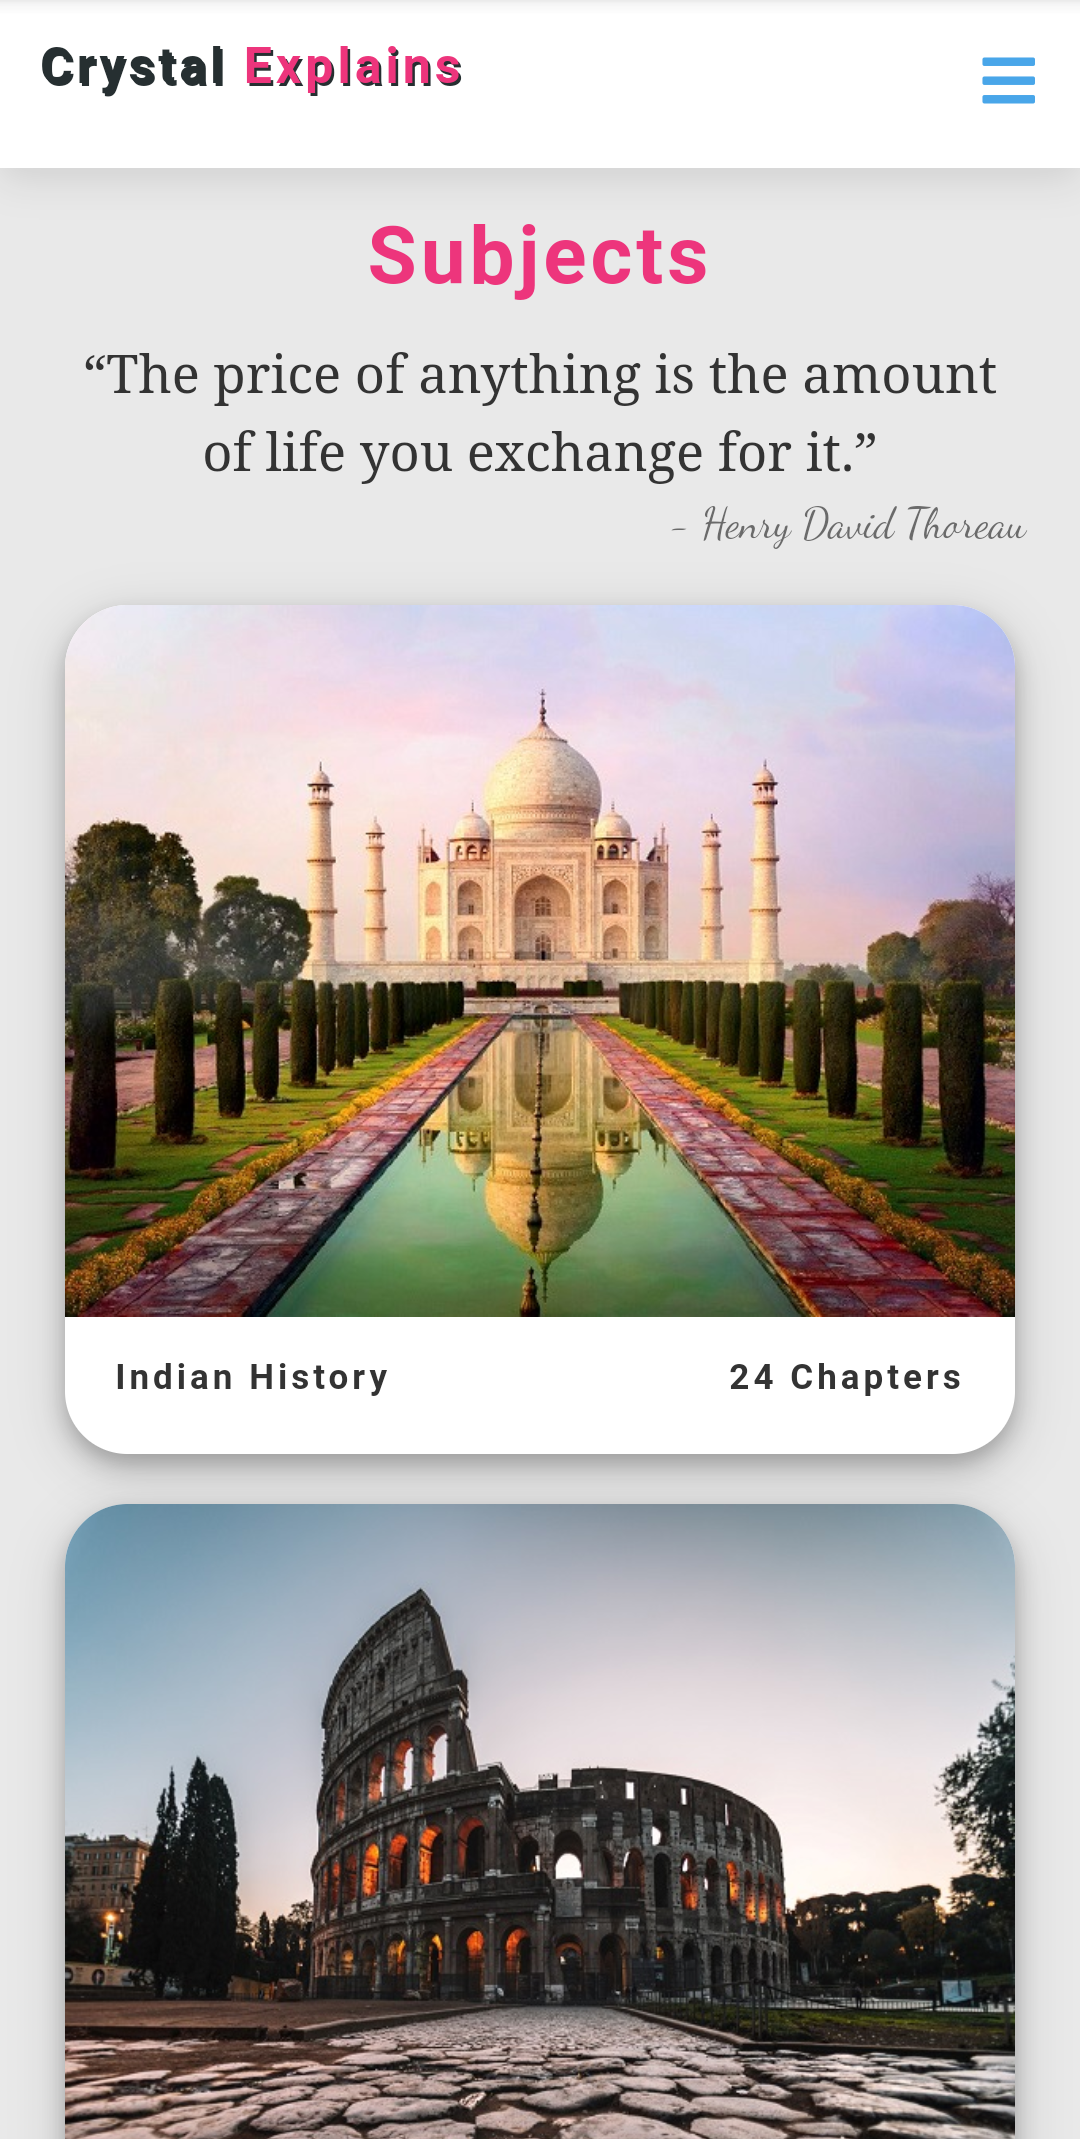 Crystal Explains
Subjects
“The price of anything is the amount
of life you exchange for it.”
- Henry David Thoreau
Indian History 24 Chapters